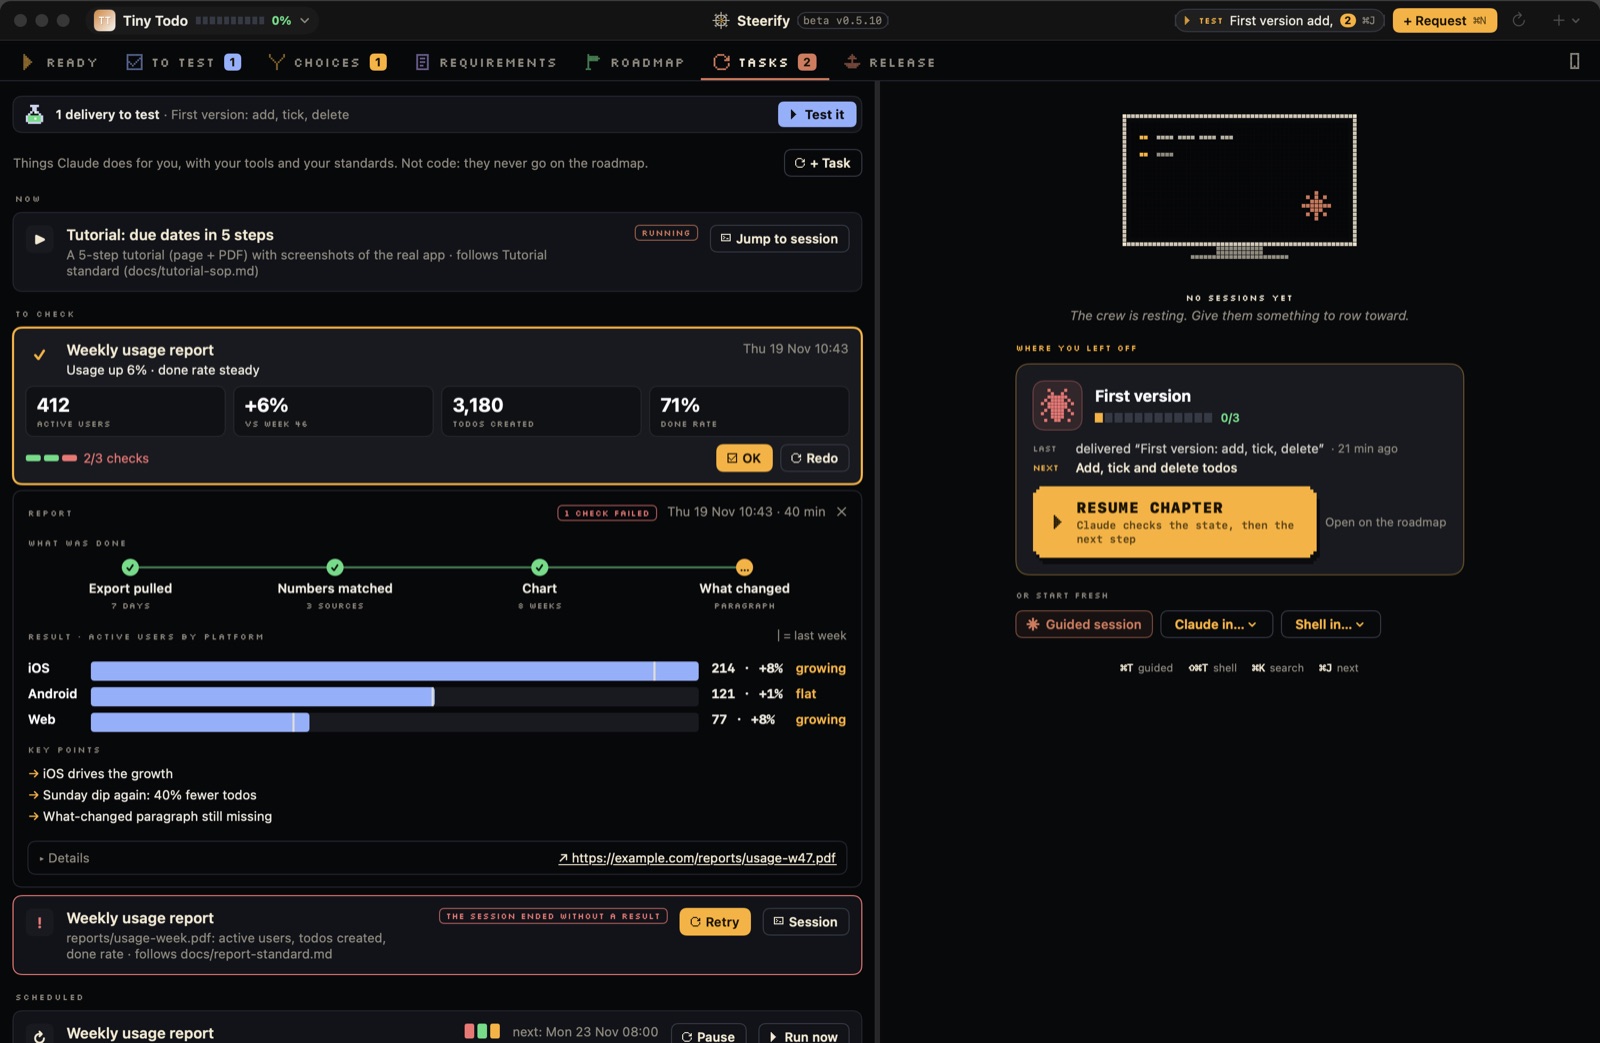 TT Tiny Todo 0%
Steerify beta v0.5.10
TEST First version add, 2 ⌘J
+ Request ⌘N
READY
TO TEST 1
CHOICES 1
REQUIREMENTS
ROADMAP
TASKS 2
RELEASE
1 delivery to test · First version: add, tick, delete
Test it
Things Claude does for you, with your tools and your standards. Not code: they never go on the roadmap.
+ Task
NOW
Tutorial: due dates in 5 steps
RUNNING
Jump to session
A 5-step tutorial (page + PDF) with screenshots of the real app · follows Tutorial
standard (docs/tutorial-sop.md)
TO CHECK
Weekly usage report
Thu 19 Nov 10:43
Usage up 6% · done rate steady
412
ACTIVE USERS
+6%
VS WEEK 46
3,180
TODOS CREATED
71%
DONE RATE
2/3 checks
OK
Redo
REPORT
1 CHECK FAILED
Thu 19 Nov 10:43 · 40 min
WHAT WAS DONE
Export pulled
7 DAYS
Numbers matched
3 SOURCES
Chart
8 WEEKS
What changed
PARAGRAPH
RESULT · ACTIVE USERS BY PLATFORM
| = last week
iOS 214 · +8% growing
Android 121 · +1% flat
Web 77 · +8% growing
KEY POINTS
→ iOS drives the growth
→ Sunday dip again: 40% fewer todos
→ What-changed paragraph still missing
Details
↗ https://example.com/reports/usage-w47.pdf
Weekly usage report
THE SESSION ENDED WITHOUT A RESULT
Retry
Session
reports/usage-week.pdf: active users, todos created,
done rate · follows docs/report-standard.md
SCHEDULED
Weekly usage report
next: Mon 23 Nov 08:00
Pause
Run now
NO SESSIONS YET
The crew is resting. Give them something to row toward.
WHERE YOU LEFT OFF
First version
0/3
LAST delivered "First version: add, tick, delete" · 21 min ago
NEXT Add, tick and delete todos
RESUME CHAPTER
Claude checks the state, then the
next step
Open on the roadmap
OR START FRESH
Guided session
Claude in...
Shell in...
⌘T guided ⇧⌘T shell ⌘K search ⌘J next